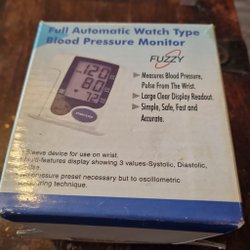 Full Automatic Watch Type
Blood Pressure Monitor
FUZZY
120
80
72
Measures Blood Pressure,
Pulse From The Wrist.
Large Clear Display Readout.
Simple, Safe, Fast and
Accurate.
sleeve device for use on wrist.
Multi-features display showing 3 values-Systolic, Diastolic,
pressure preset necessary but to oscillometric
technique.